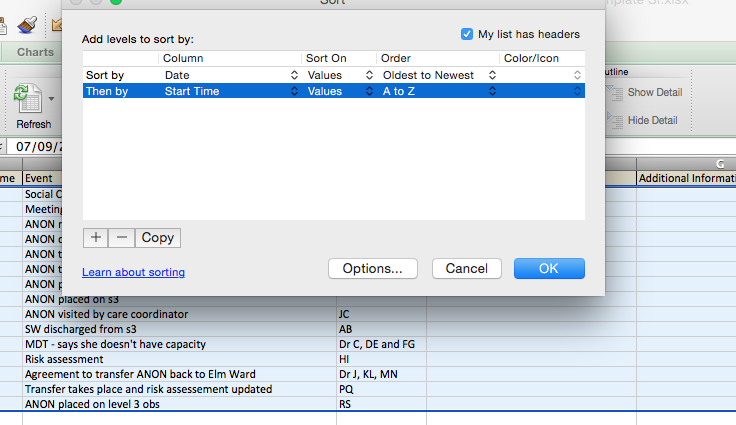 Sort
mplate SI.xlsx
Charts
Add levels to sort by:
My list has headers
Column Sort On Order Color/Icon
Sort by Date Values Oldest to Newest
Then by Start Time Values A to Z
utline
Show Detail
Hide Detail
Refresh
07/09/2
+ − Copy
Learn about sorting
Options... Cancel OK
G
me Event Additional Informati
Social C
Meeting
ANON
ANON
ANON t
ANON t
ANON p
ANON placed on s3
ANON visited by care coordinator JC
SW discharged from s3 AB
MDT - says she doesn't have capacity Dr C, DE and FG
Risk assessment HI
Agreement to transfer ANON back to Elm Ward Dr J, KL, MN
Transfer takes place and risk assessement updated PQ
ANON placed on level 3 obs RS